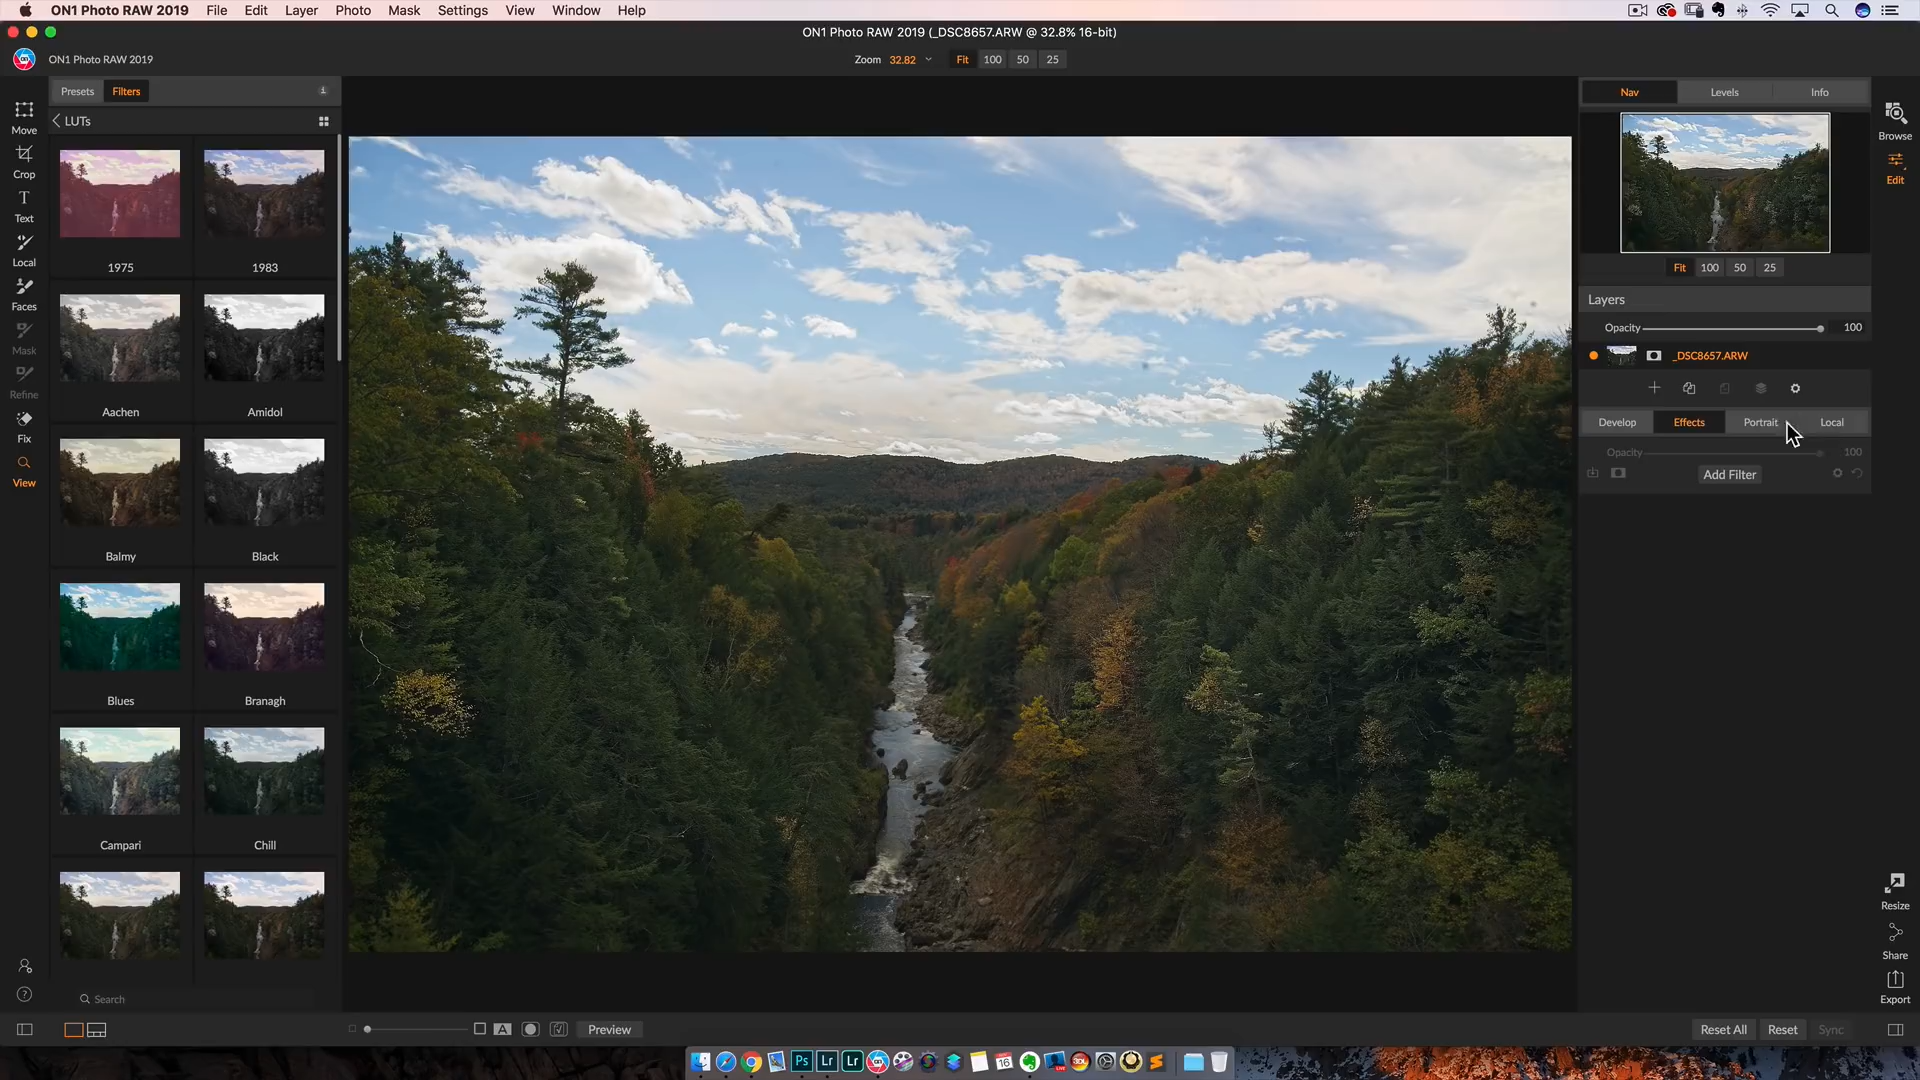 ON1 Photo RAW 2019 File Edit Layer Photo Mask Settings View Window Help
ON1 Photo RAW 2019 (_DSC8657.ARW @ 32.8% 16-bit)
ON1 Photo RAW 2019
Zoom 32.82 Fit 100 50 25
Presets Filters
Nav Levels Info
LUTs
Move
Crop
Text
Local
Faces
Mask
Refine
Fix
View
1975 1983
Aachen Amidol
Balmy Black
Blues Branagh
Campari Chill
Search
Browse
Edit
Fit 100 50 25
Layers
Opacity 100
_DSC8657.ARW
Develop Effects Portrait Local
Opacity 100
Add Filter
Resize
Share
Export
A Preview
Reset All Reset Sync
Ps Lr Lr 16